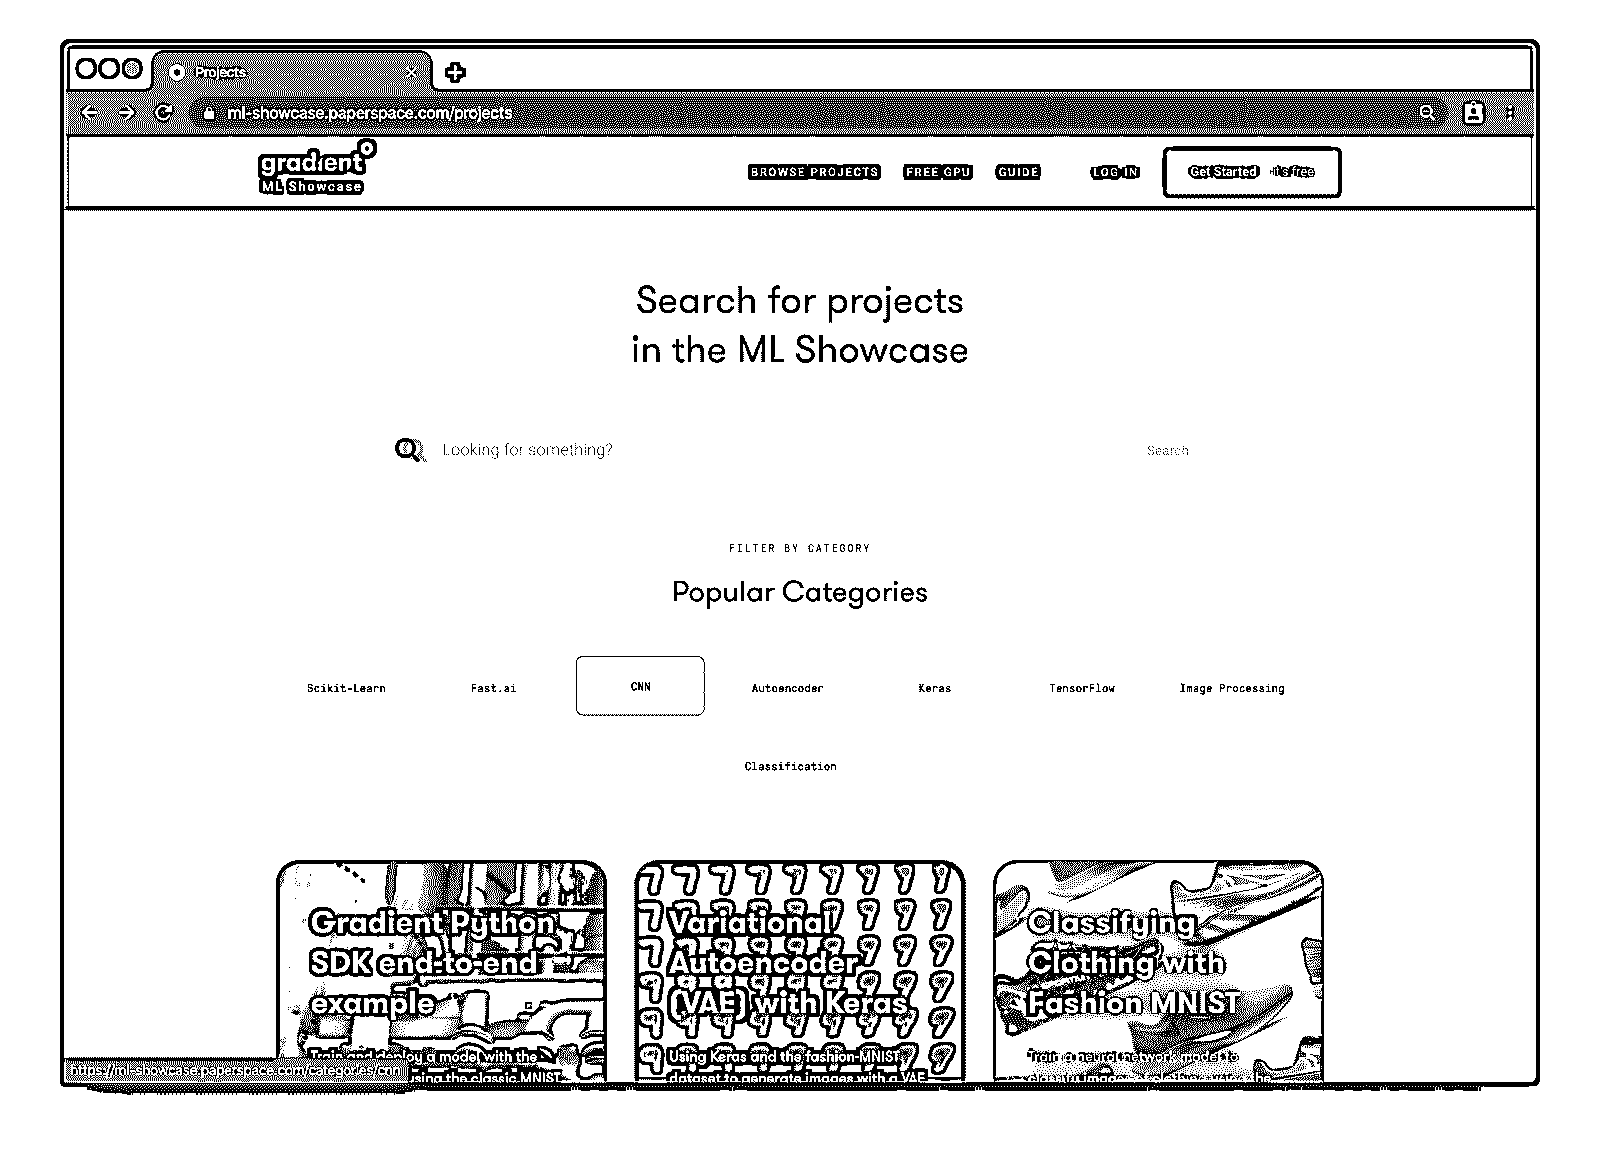 Projects
ml-showcase.paperspace.com/projects
gradient
ML Showcase
BROWSE PROJECTS
FREE GPU
GUIDE
LOG IN
Get Started it's free
Search for projects
in the ML Showcase
Looking for something?
Search
FILTER BY CATEGORY
Popular Categories
Scikit-Learn
Fast.ai
CNN
Autoencoder
Keras
TensorFlow
Image Processing
Classification
Gradient Python
SDK end-to-end
example
Train and deploy a model with the
using the classic MNIST
Variational
Autoencoder
(VAE) with Keras
Using Keras and the fashion-MNIST
dataset to generate images with a VAE
Classifying
Clothing with
Fashion MNIST
Train a neural network model to
classify images
the
https://ml-showcase.paperspace.com/categories/cnn